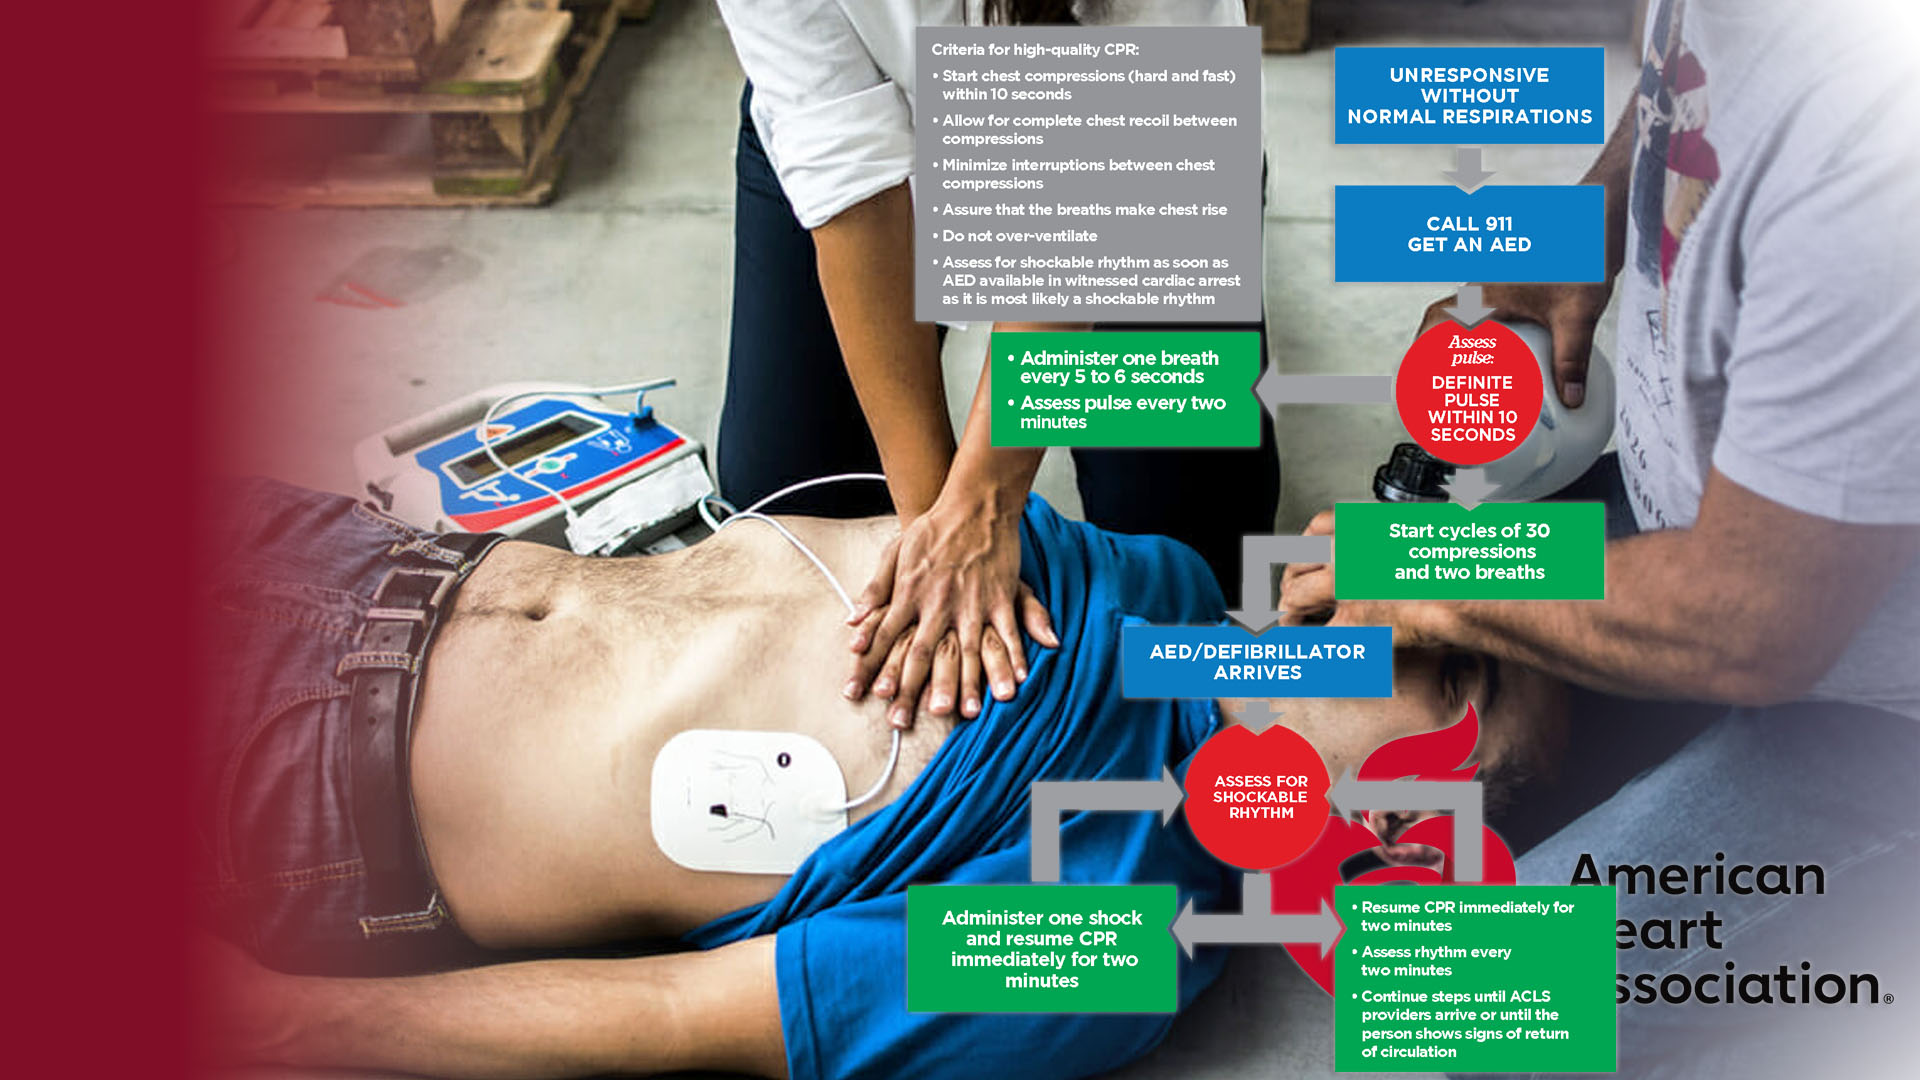 Criteria for high-quality CPR:
• Start chest compressions (hard and fast)
within 10 seconds
• Allow for complete chest recoil between
compressions
• Minimize interruptions between chest
compressions
• Assure that the breaths make chest rise
• Do not over-ventilate
• Assess for shockable rhythm as soon as
AED available in witnessed cardiac arrest
as it is most likely a shockable rhythm
UNRESPONSIVE
WITHOUT
NORMAL RESPIRATIONS
CALL 911
GET AN AED
Assess
pulse:
DEFINITE
PULSE
WITHIN 10
SECONDS
• Administer one breath
every 5 to 6 seconds
• Assess pulse every two
minutes
Start cycles of 30
compressions
and two breaths
AED/DEFIBRILLATOR
ARRIVES
ASSESS FOR
SHOCKABLE
RHYTHM
Administer one shock
and resume CPR
immediately for two
minutes
• Resume CPR immediately for
two minutes
• Assess rhythm every
two minutes
• Continue steps until ACLS
providers arrive or until the
person shows signs of return
of circulation
American
eart
ssociation®